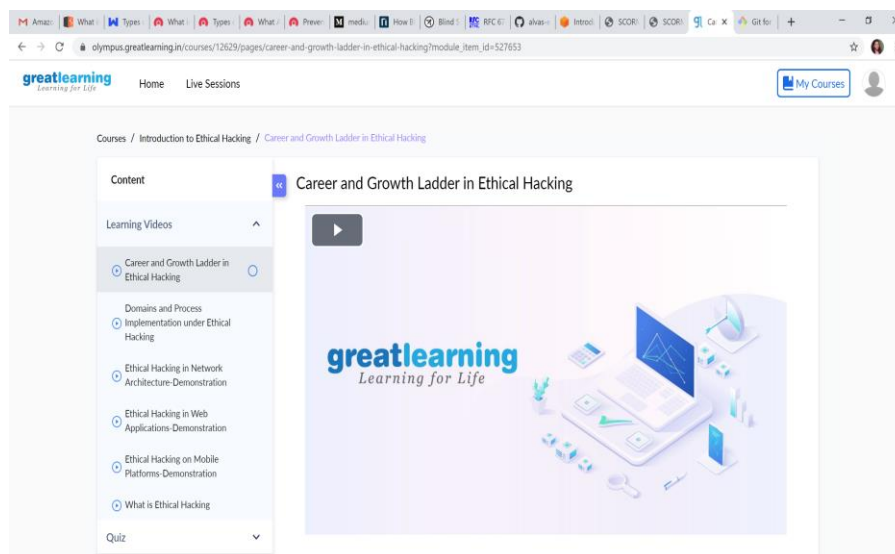 Amaz
What
Types
What
Types
What
Preven
mediu
How
Blind
RFC
alvas-
Introd
SCOR
SCOR
Ca
Git for
olympus.greatlearning.in/courses/12629/pages/career-and-growth-ladder-in-ethical-hacking?module_item_id=527653
greatlearning
Learning for Life
Home
Live Sessions
My Courses
Courses / Introduction to Ethical Hacking / Career and Growth Ladder in Ethical Hacking
Content
Learning Videos
Career and Growth Ladder in
Ethical Hacking
Domains and Process
Implementation under Ethical
Hacking
Ethical Hacking in Network
Architecture-Demonstration
Ethical Hacking in Web
Applications-Demonstration
Ethical Hacking on Mobile
Platforms-Demonstration
What is Ethical Hacking
Quiz
Career and Growth Ladder in Ethical Hacking
greatlearning
Learning for Life